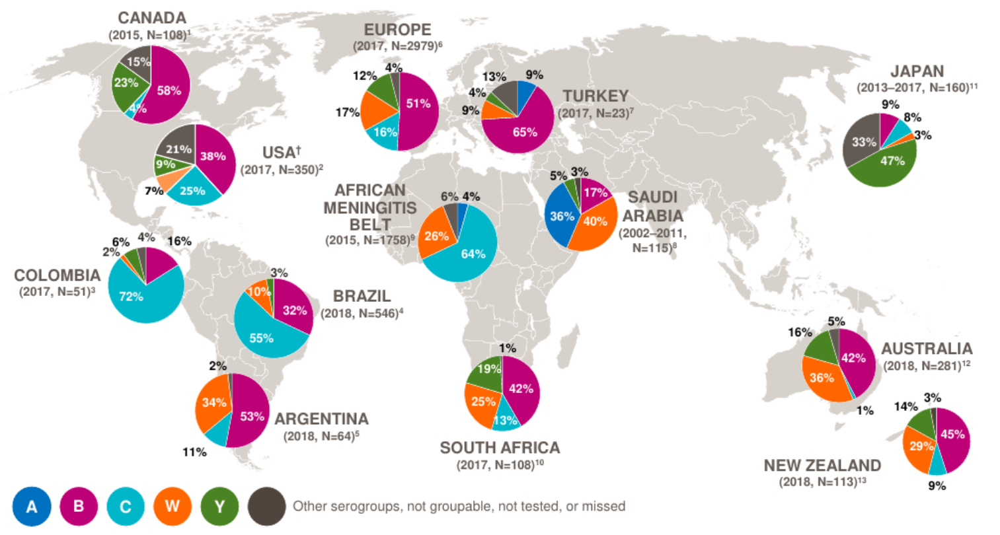 CANADA
(2015, N=108)¹
15%
23%
58%
4%
USA†
(2017, N=350)²
21%
38%
9%
7%
25%
COLOMBIA
(2017, N=51)³
6%
4%
16%
2%
72%
BRAZIL
(2018, N=546)⁴
3%
10%
32%
55%
ARGENTINA
(2018, N=64)⁵
2%
34%
53%
11%
EUROPE
(2017, N=2979)⁶
12%
4%
51%
17%
16%
TURKEY
(2017, N=23)⁷
13%
9%
4%
9%
65%
SAUDI
ARABIA
(2002–2011,
N=115)⁸
5%
3%
17%
36%
40%
AFRICAN
MENINGITIS
BELT
(2015, N=1758)⁹
6%
4%
26%
64%
1%
19%
42%
25%
13%
SOUTH AFRICA
(2017, N=108)¹⁰
JAPAN
(2013–2017, N=160)¹¹
9%
8%
3%
33%
47%
AUSTRALIA
(2018, N=281)¹²
5%
16%
42%
36%
1%
3%
14%
45%
29%
9%
NEW ZEALAND
(2018, N=113)¹³
A B C W Y Other serogroups, not groupable, not tested, or missed